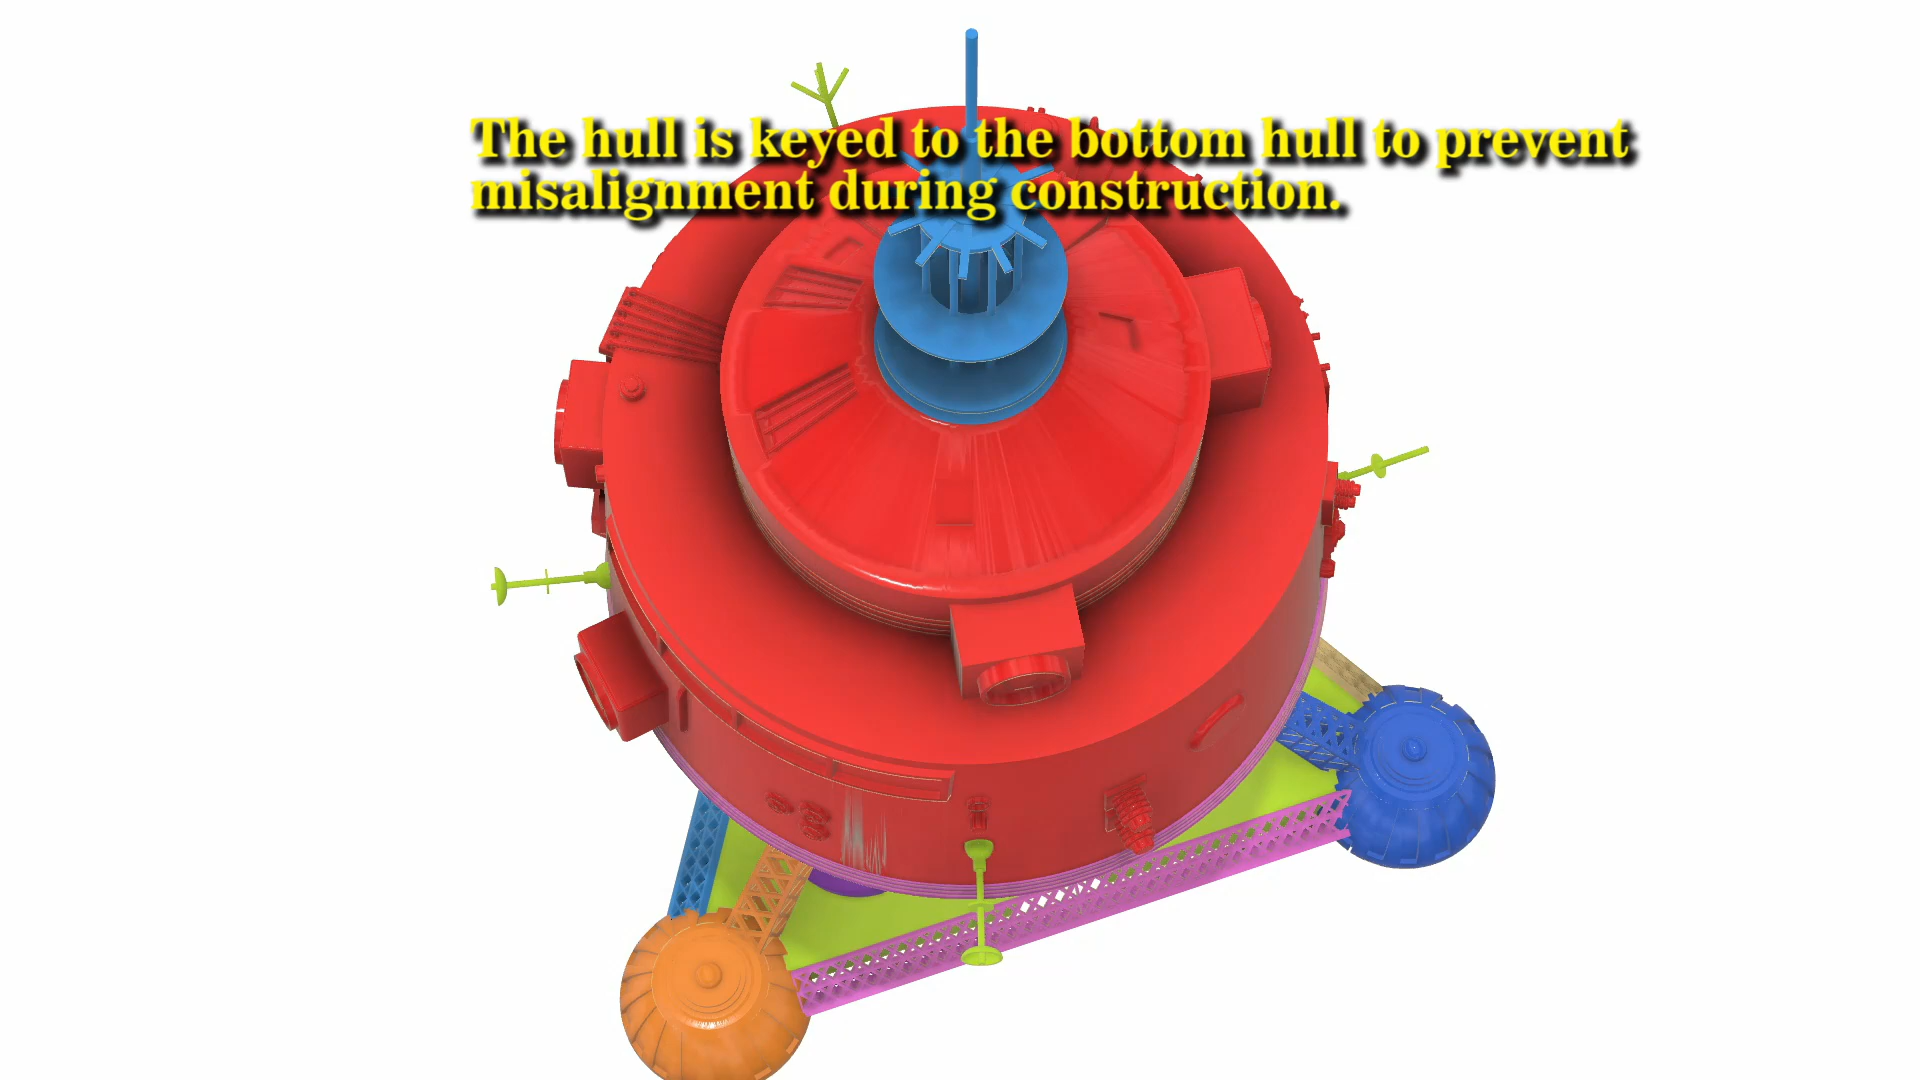 The hull is keyed to the bottom hull to prevent
misalignment during construction.